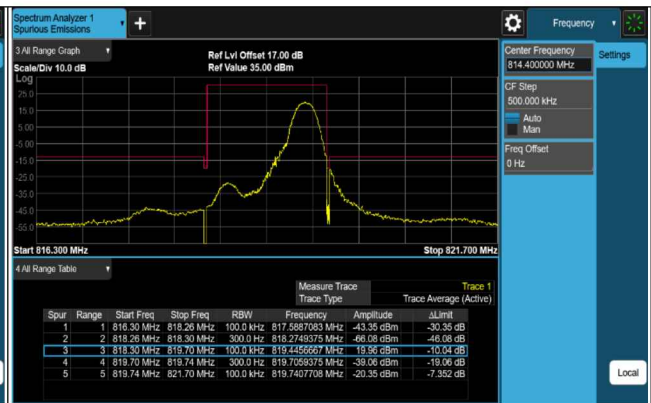 Spectrum Analyzer 1
Spurious Emissions
Frequency
3 All Range Graph
Ref Lvl Offset 17.00 dB
Scale/Div 10.0 dB
Ref Value 35.00 dBm
Log
25.0
15.0
5.00
-5.00
-15.0
-25.0
-35.0
-45.0
-55.0
Start 816.300 MHz
Stop 821.700 MHz
4 All Range Table
Measure Trace Trace 1
Trace Type Trace Average (Active)
Spur Range Start Freq Stop Freq RBW Frequency Amplitude ΔLimit
1 1 816.30 MHz 818.26 MHz 100.0 kHz 817.5887083 MHz -43.35 dBm -30.35 dB
2 2 818.26 MHz 818.30 MHz 300.0 Hz 818.2749375 MHz -66.08 dBm -46.08 dB
3 3 818.30 MHz 819.70 MHz 100.0 kHz 819.4456667 MHz 19.96 dBm -10.04 dB
4 4 819.70 MHz 819.74 MHz 300.0 Hz 819.7059375 MHz -39.06 dBm -19.06 dB
5 5 819.74 MHz 821.70 MHz 100.0 kHz 819.7407708 MHz -20.35 dBm -7.352 dB
Center Frequency
814.400000 MHz
Settings
CF Step
500.000 kHz
Auto
Man
Freq Offset
0 Hz
Local